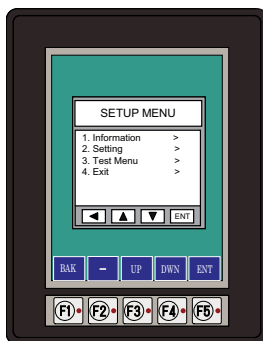 SETUP MENU
1. Information >
2. Setting >
3. Test Menu >
4. Exit >
ENT
BAK – UP DWN ENT
F1 F2 F3 F4 F5